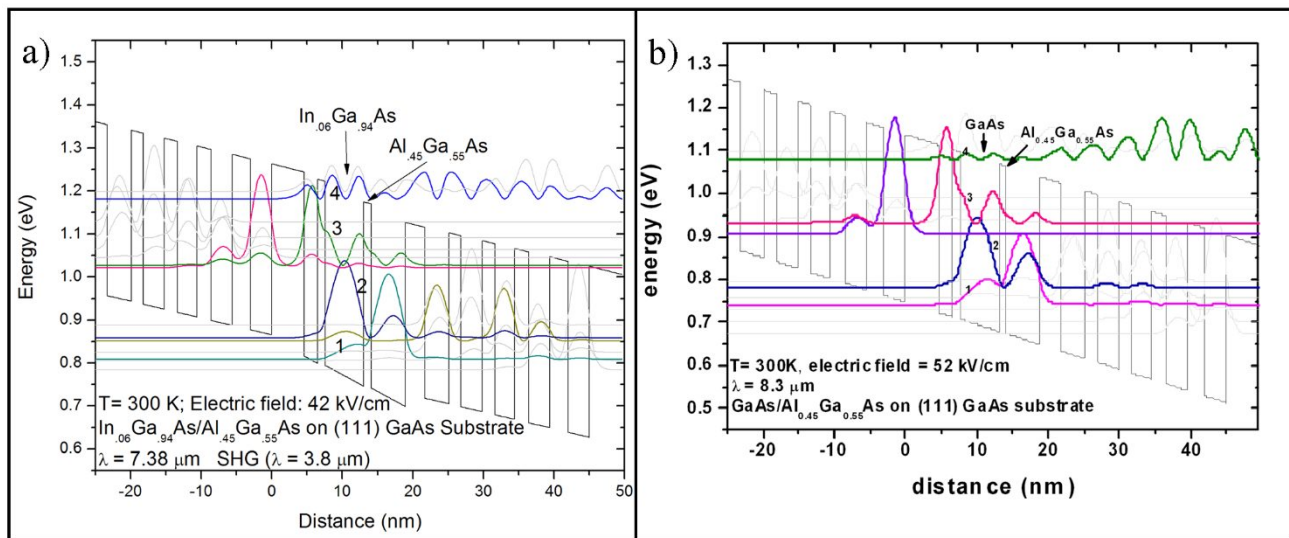 a)
1.5
1.4
1.3
1.2
1.1
1.0
0.9
0.8
0.7
0.6
Energy (eV)
In.06Ga.94As
Al.45Ga.55As
4
3
2
1
T= 300 K; Electric field: 42 kV/cm
In.06Ga.94As/Al.45Ga.55As on (111) GaAs Substrate
λ = 7.38 μm SHG (λ = 3.8 μm)
-20 -10 0 10 20 30 40 50
Distance (nm)
b)
1.3
1.2
1.1
1.0
0.9
0.8
0.7
0.6
0.5
energy (eV)
GaAs
Al0.45Ga0.55As
4
3
2
1
T= 300K, electric field = 52 kV/cm
λ = 8.3 μm
GaAs/Al0.45Ga0.55As on (111) GaAs substrate
-20 -10 0 10 20 30 40
distance (nm)